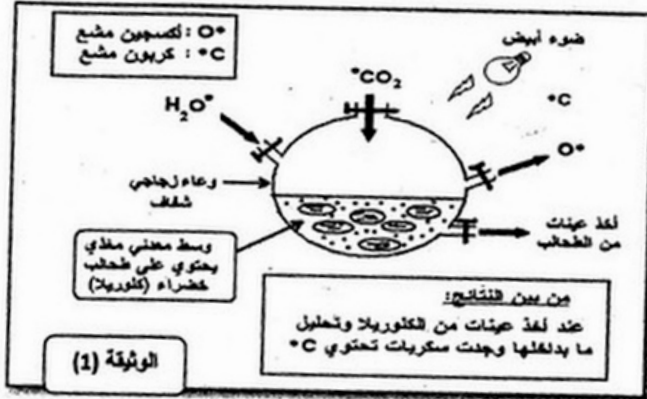 *O : أكسجين مشع
*C : كربون مشع
ضوء أبيض
*CO₂
*C
H₂O*
O*
وعاء زجاجي
شفاف
أخذ عينات
من الطحالب
وسط معدني مغذي
يحتوي على طحالب
خضراء (كلوريلا)
من بين النتائج:
عند أخذ عينات من الكلوريلا وتحليل
ما بداخلها وجدت سكريات تحتوي C*
الوثيقة (1)